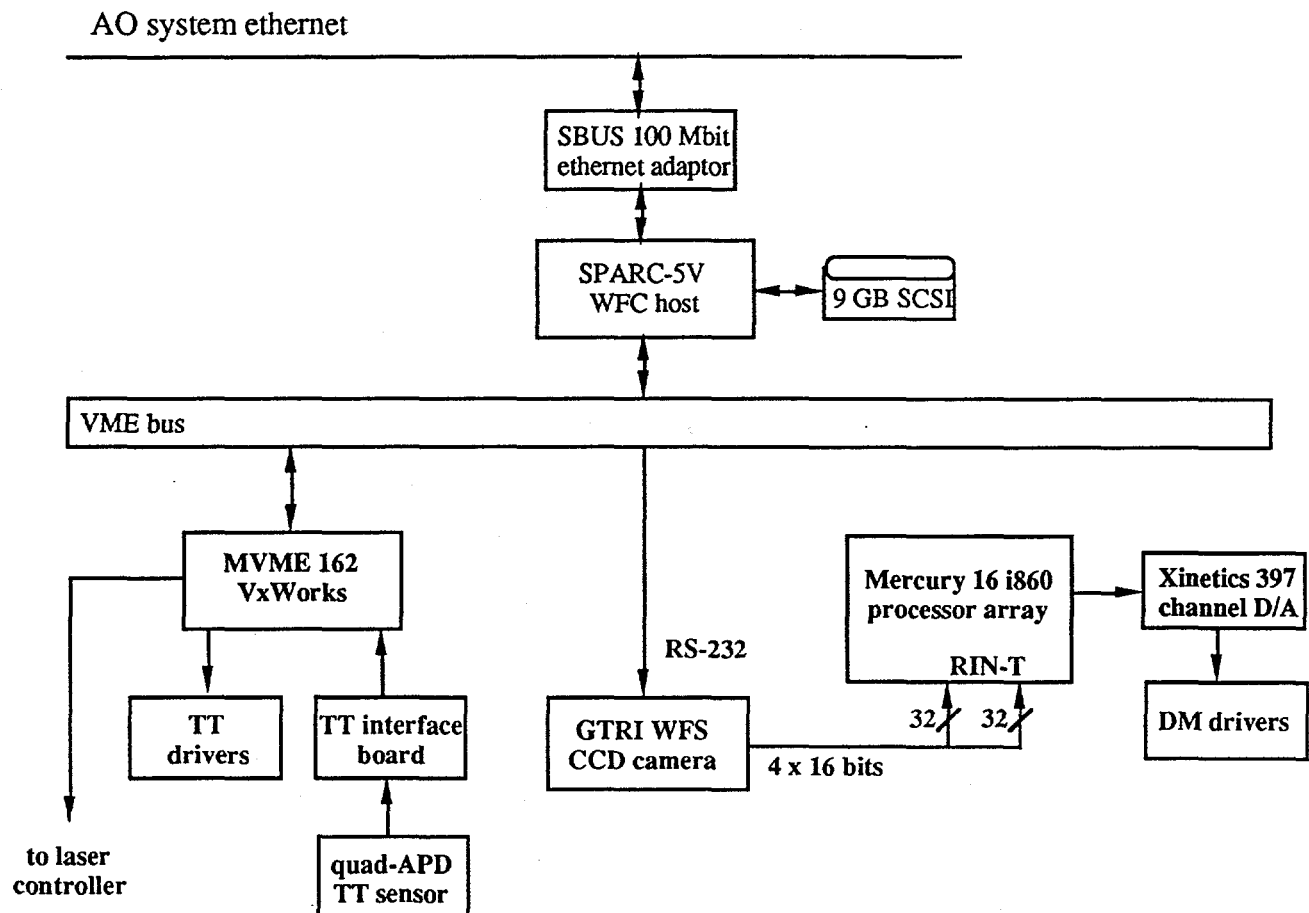 AO system ethernet
SBUS 100 Mbit
ethernet adaptor
SPARC-5V
WFC host
9 GB SCSI
VME bus
MVME 162
VxWorks
Mercury 16 i860
processor array
RIN-T
Xinetics 397
channel D/A
RS-232
TT
drivers
TT interface
board
GTRI WFS
CCD camera
32
32
4 x 16 bits
DM drivers
to laser
controller
quad-APD
TT sensor